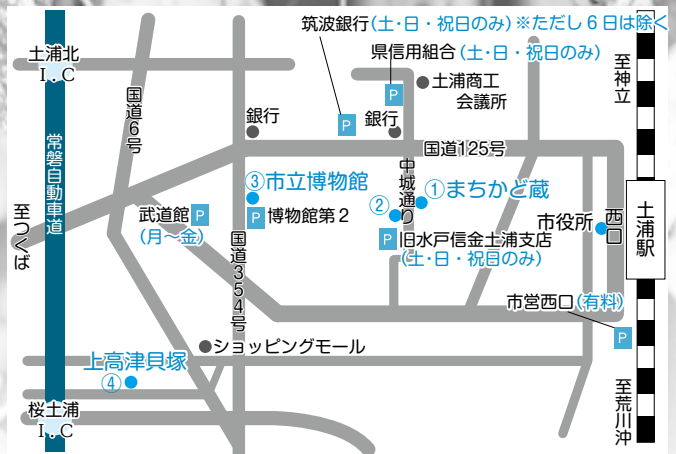 筑波銀行(土・日・祝日のみ)※ただし6日は除く
県信用組合(土・日・祝日のみ)
土浦北
I.C
至神立
P
土浦商工
会議所
国道6号
銀行
P
銀行
国道125号
常磐自動車道
中城通り
③市立博物館
①まちかど蔵
②
至つくば
武道館 P
(月〜金)
P 博物館第2
市役所
西口
土浦駅
P 旧水戸信金土浦支店
(土・日・祝日のみ)
国道354号
市営西口(有料)
P
ショッピングモール
上高津貝塚
④
至荒川沖
桜土浦
I.C